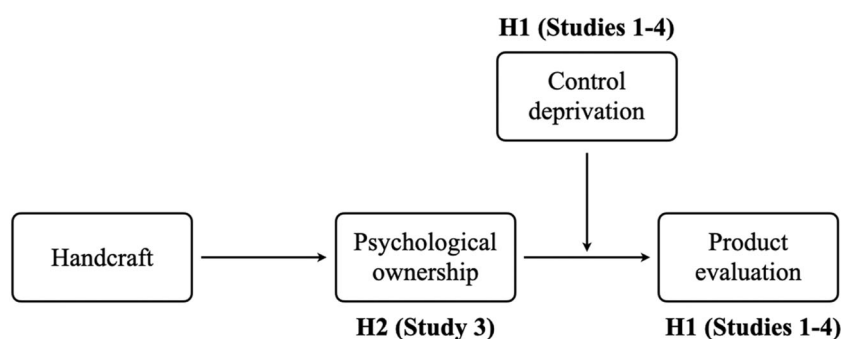 H1 (Studies 1-4)
Control
deprivation
Handcraft
Psychological
ownership
Product
evaluation
H2 (Study 3)
H1 (Studies 1-4)